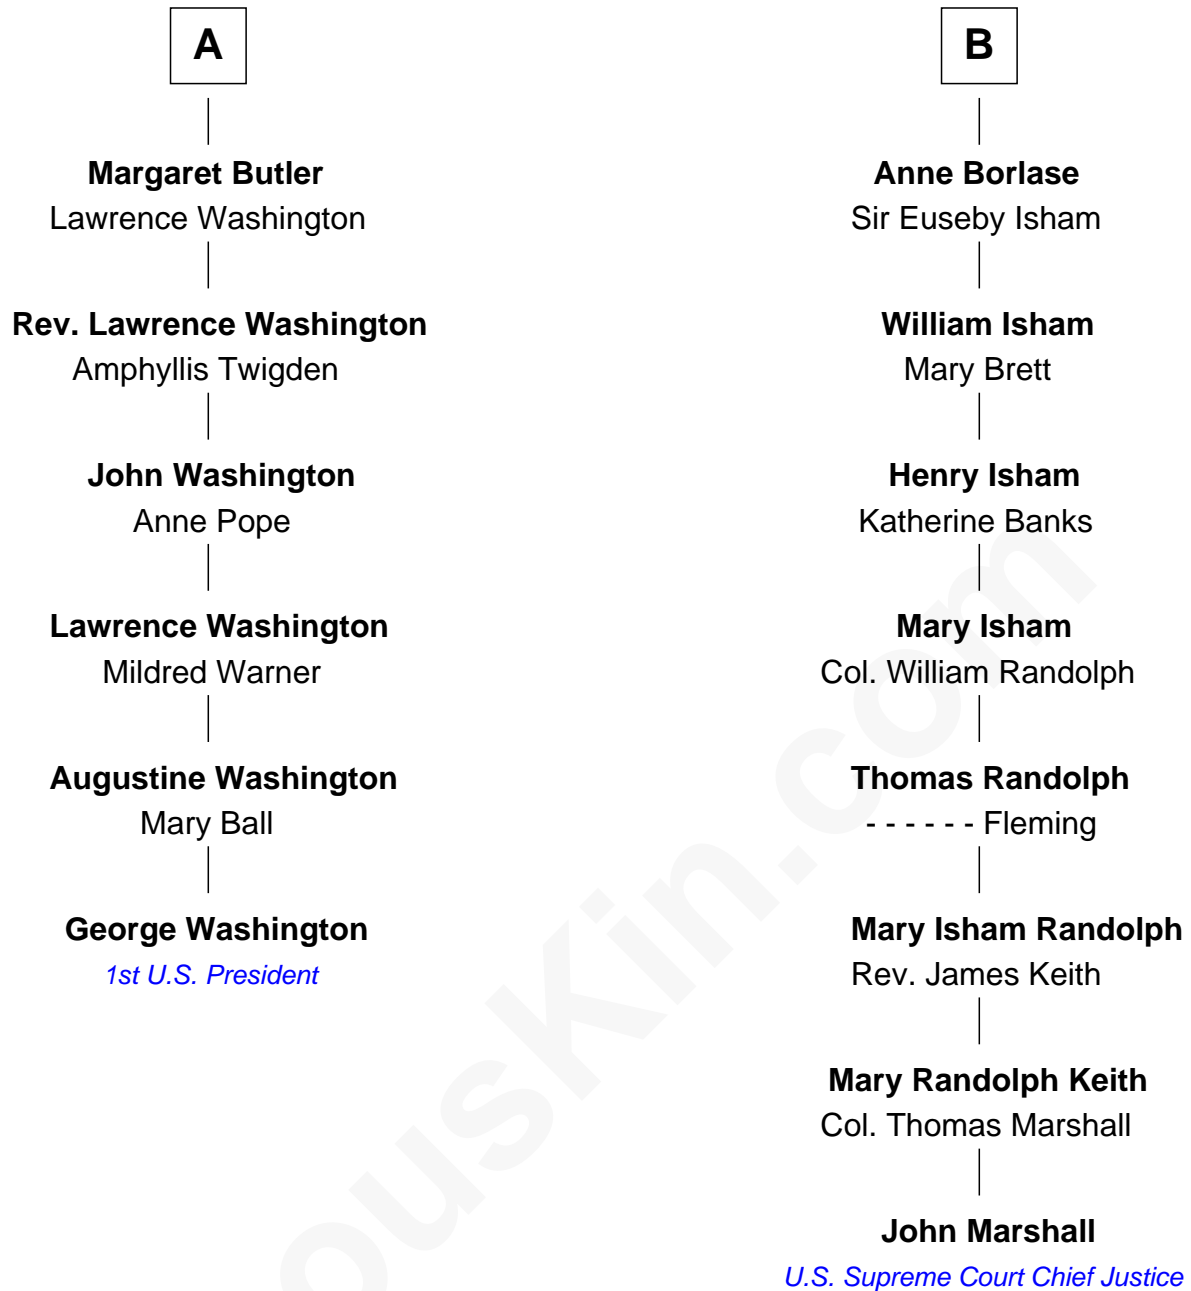 A
Margaret Butler
Lawrence Washington
Rev. Lawrence Washington
Amphyllis Twigden
John Washington
Anne Pope
Lawrence Washington
Mildred Warner
Augustine Washington
Mary Ball
George Washington
1st U.S. President
B
Anne Borlase
Sir Euseby Isham
William Isham
Mary Brett
Henry Isham
Katherine Banks
Mary Isham
Col. William Randolph
Thomas Randolph
- - - - - - Fleming
Mary Isham Randolph
Rev. James Keith
Mary Randolph Keith
Col. Thomas Marshall
John Marshall
U.S. Supreme Court Chief Justice
ousKin.com